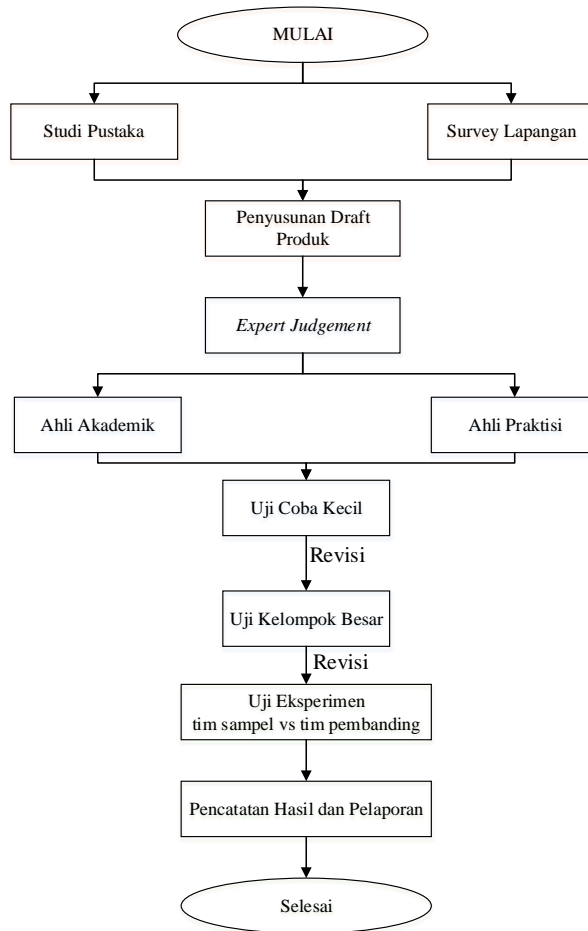 MULAI
Studi Pustaka
Survey Lapangan
Penyusunan Draft
Produk
Expert Judgement
Ahli Akademik
Ahli Praktisi
Uji Coba Kecil
Revisi
Uji Kelompok Besar
Revisi
Uji Eksperimen
tim sampel vs tim pembanding
Pencatatan Hasil dan Pelaporan
Selesai